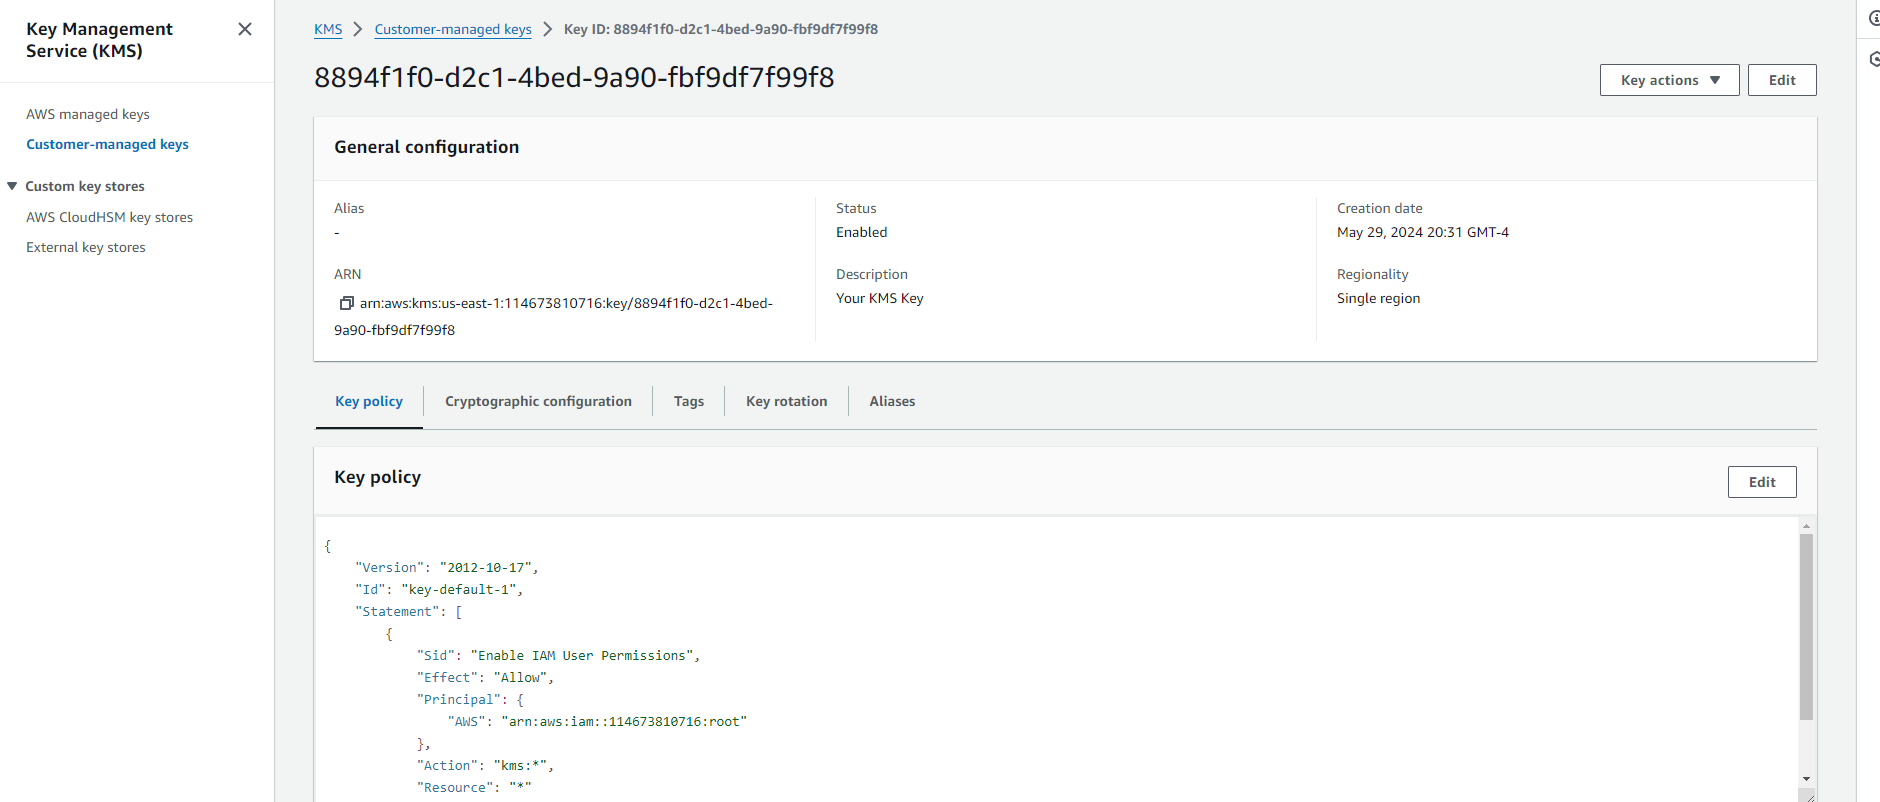 Key Management
Service (KMS)
AWS managed keys
Customer-managed keys
Custom key stores
AWS CloudHSM key stores
External key stores
KMS
Customer-managed keys
Key ID: 8894f1f0-d2c1-4bed-9a90-fbf9df7f99f8
8894f1f0-d2c1-4bed-9a90-fbf9df7f99f8
Key actions
Edit
General configuration
Alias
-
ARN
arn:aws:kms:us-east-1:114673810716:key/8894f1f0-d2c1-4bed-
9a90-fbf9df7f99f8
Status
Enabled
Description
Your KMS Key
Creation date
May 29, 2024 20:31 GMT-4
Regionality
Single region
Key policy
Cryptographic configuration
Tags
Key rotation
Aliases
Key policy
Edit
{
    "Version": "2012-10-17",
    "Id": "key-default-1",
    "Statement": [
        {
            "Sid": "Enable IAM User Permissions",
            "Effect": "Allow",
            "Principal": {
                "AWS": "arn:aws:iam::114673810716:root"
            },
            "Action": "kms:*",
            "Resource": "*"